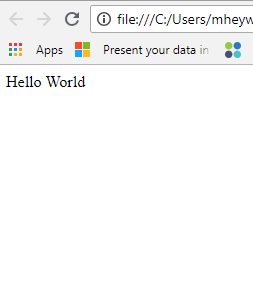 file:///C:/Users/mheyw
Apps Present your data in
Hello World